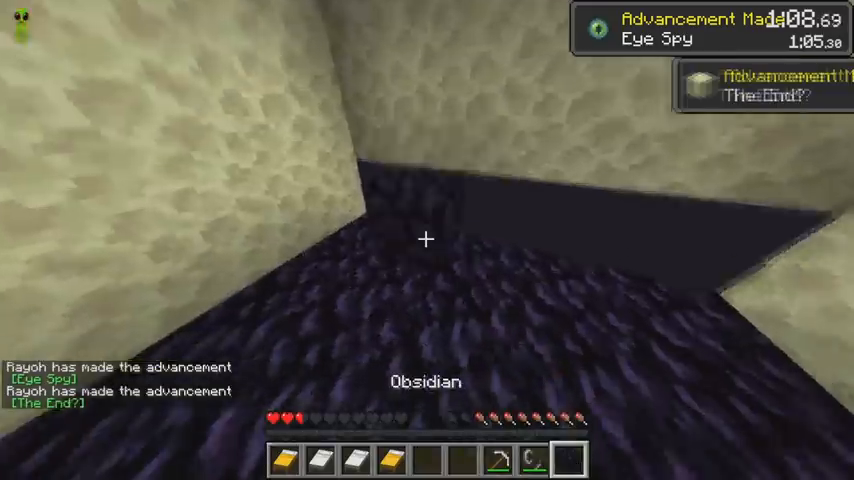 Advancement Made
1:08.69
Eye Spy
1:05.30
Advancement M
The End?
Rayoh has made the advancement
[Eye Spy]
Rayoh has made the advancement
[The End?]
Obsidian